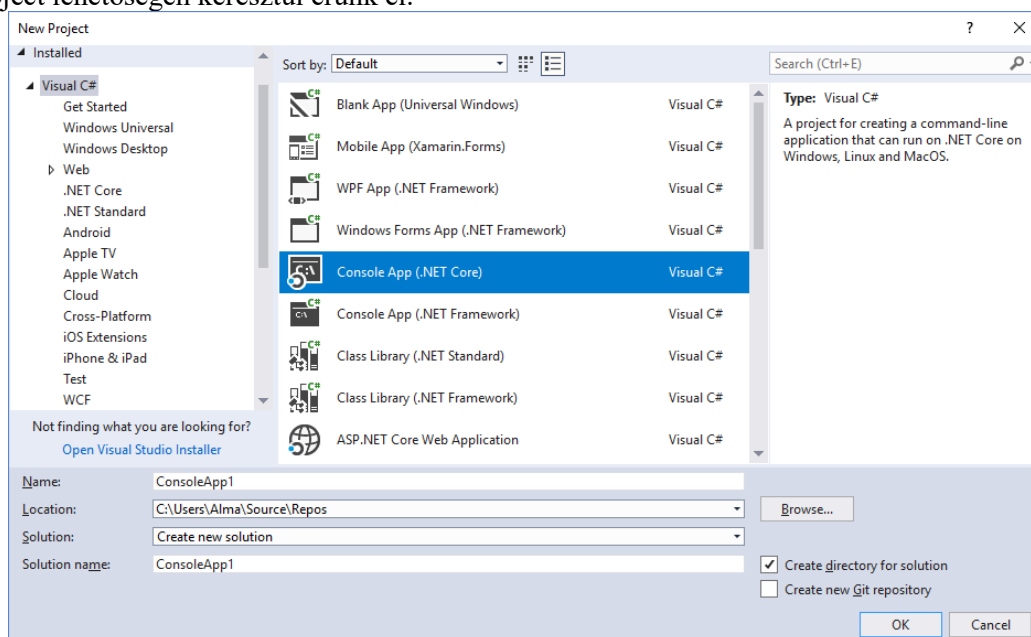 ject lehetőségen keresztül érünk el.
New Project ? ×
Installed
Sort by: Default
Search (Ctrl+E)
Visual C#
Get Started
Windows Universal
Windows Desktop
Web
.NET Core
.NET Standard
Android
Apple TV
Apple Watch
Cloud
Cross-Platform
iOS Extensions
iPhone & iPad
Test
WCF
Not finding what you are looking for?
Open Visual Studio Installer
Blank App (Universal Windows) Visual C#
Mobile App (Xamarin.Forms) Visual C#
WPF App (.NET Framework) Visual C#
Windows Forms App (.NET Framework) Visual C#
Console App (.NET Core) Visual C#
Console App (.NET Framework) Visual C#
Class Library (.NET Standard) Visual C#
Class Library (.NET Framework) Visual C#
ASP.NET Core Web Application Visual C#
Type: Visual C#
A project for creating a command-line
application that can run on .NET Core on
Windows, Linux and MacOS.
Name: ConsoleApp1
Location: C:\Users\Alma\Source\Repos Browse...
Solution: Create new solution
Solution name: ConsoleApp1
Create directory for solution
Create new Git repository
OK Cancel